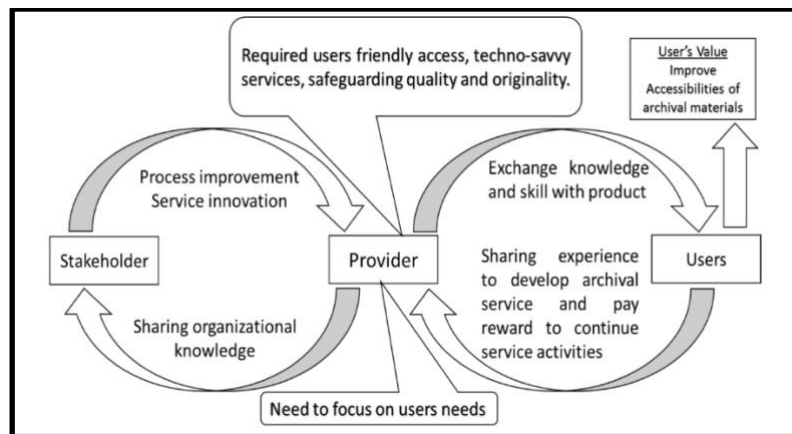 Required users friendly access, techno-savvy
services, safeguarding quality and originality.
User's Value
Improve
Accessibilities of
archival materials
Process improvement
Service innovation
Exchange knowledge
and skill with product
Stakeholder
Provider
Users
Sharing experience
to develop archival
service and pay
reward to continue
service activities
Sharing organizational
knowledge
Need to focus on users needs